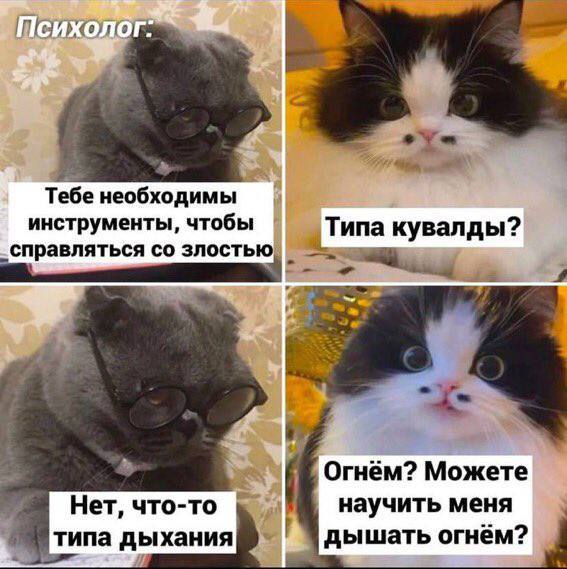 Психолог:
Тебе необходимы
инструменты, чтобы
справляться со злостью
Типа кувалды?
Нет, что-то
типа дыхания
Огнём? Можете
научить меня
дышать огнём?